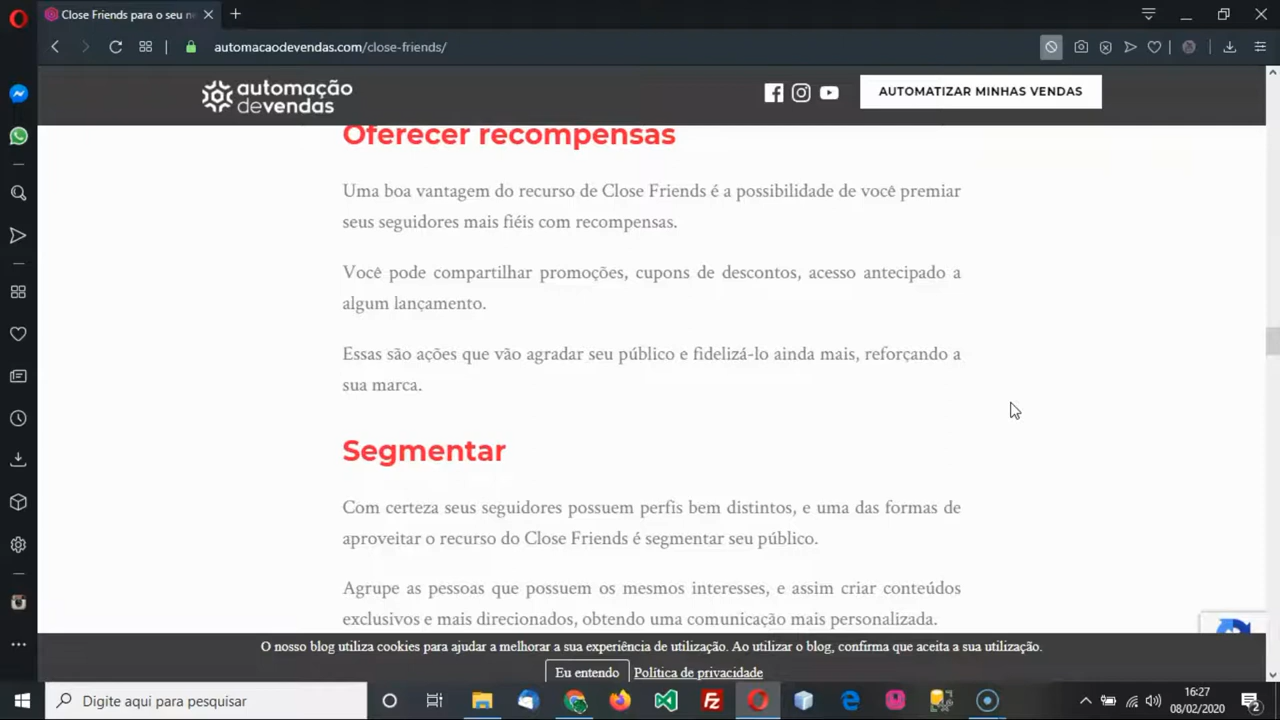 Close Friends para o seu n
automacaodevendas.com/close-friends/
automação
devendas
AUTOMATIZAR MINHAS VENDAS
Oferecer recompensas
Uma boa vantagem do recurso de Close Friends é a possibilidade de você premiar
seus seguidores mais fiéis com recompensas.
Você pode compartilhar promoções, cupons de descontos, acesso antecipado a
algum lançamento.
Essas são ações que vão agradar seu público e fidelizá-lo ainda mais, reforçando a
sua marca.
Segmentar
Com certeza seus seguidores possuem perfis bem distintos, e uma das formas de
aproveitar o recurso do Close Friends é segmentar seu público.
Agrupe as pessoas que possuem os mesmos interesses, e assim criar conteúdos
exclusivos e mais direcionados, obtendo uma comunicação mais personalizada.
O nosso blog utiliza cookies para ajudar a melhorar a sua experiência de utilização. Ao utilizar o blog, confirma que aceita a sua utilização.
Eu entendo Política de privacidade
Digite aqui para pesquisar
16:27
08/02/2020
2